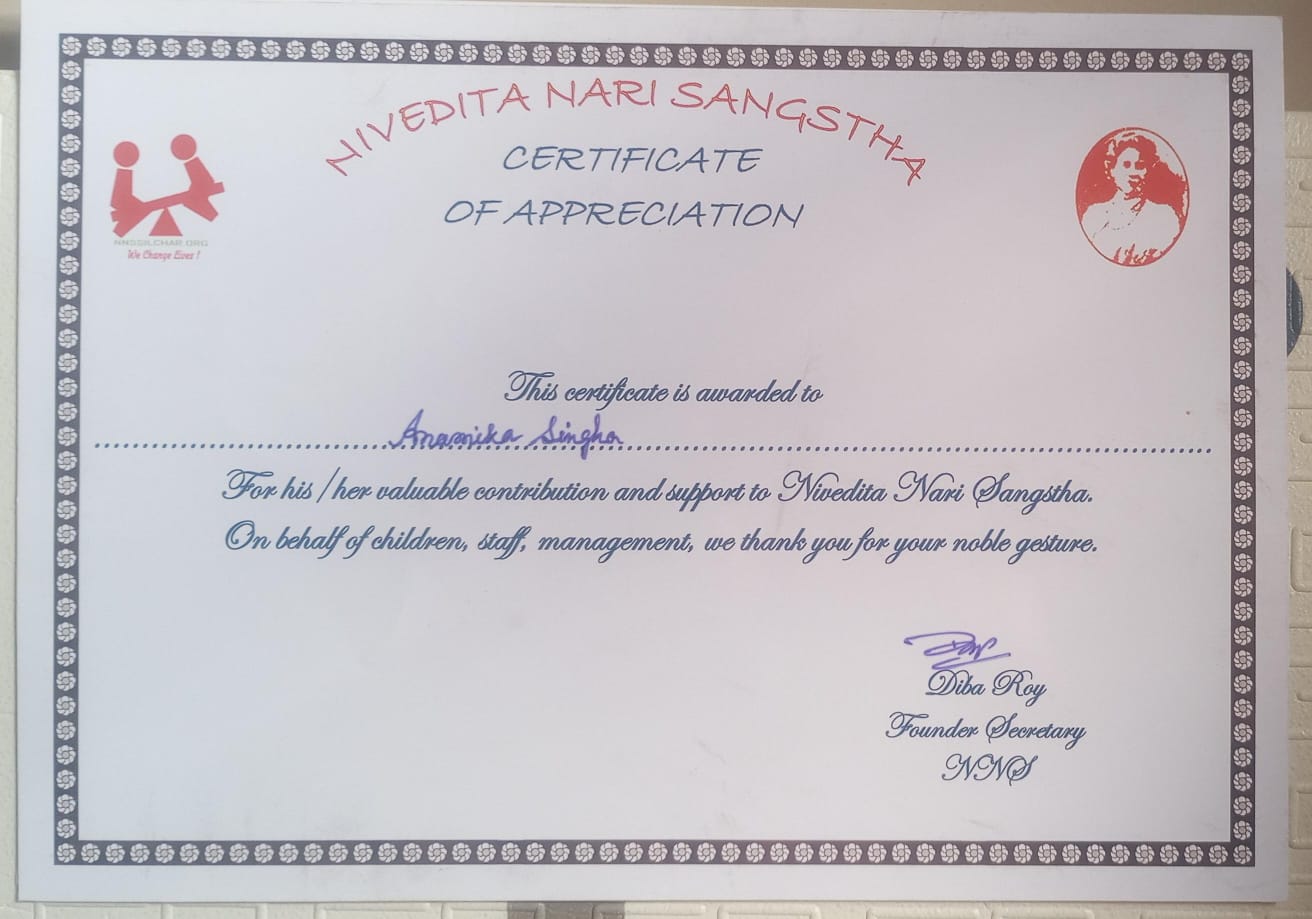 NIVEDITA NARI SANGSTHA
CERTIFICATE
OF APPRECIATION
NNSSILCHAR.ORG
We Change Lives !
This certificate is awarded to
Anamika Singha
For his / her valuable contribution and support to Nivedita Nari Sangstha.
On behalf of children, staff, management, we thank you for your noble gesture.
Diba Roy
Founder Secretary
NNS